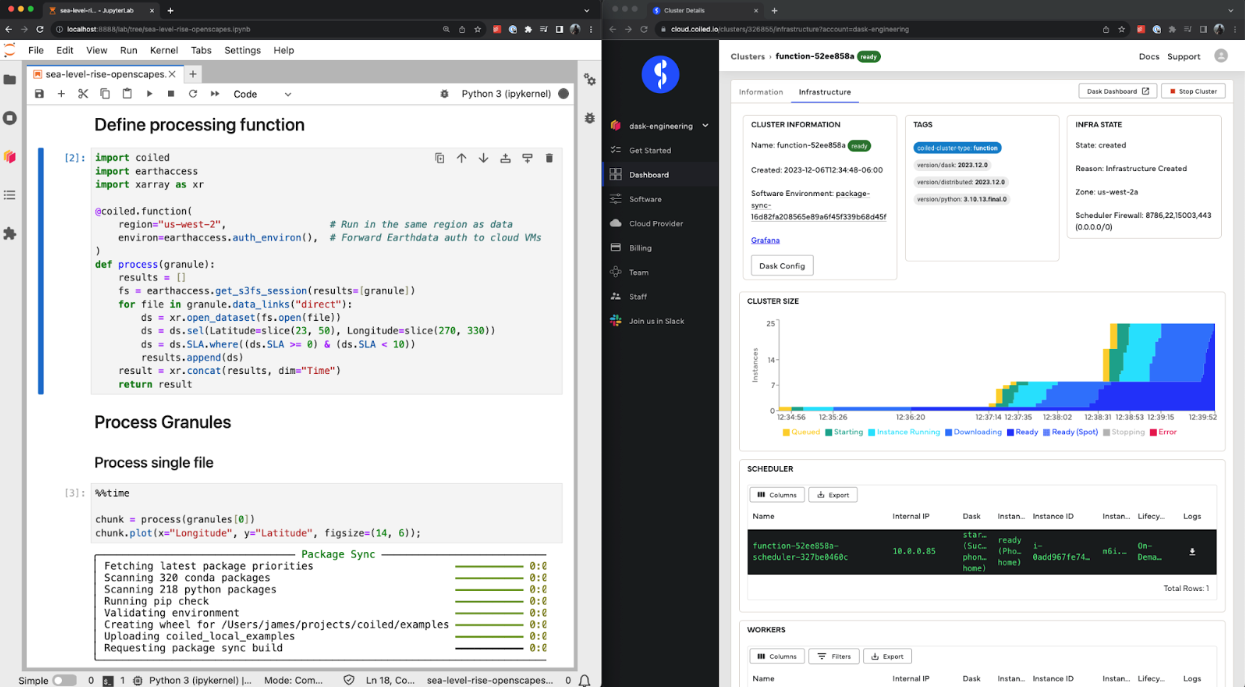 sea-level-ri... - JupyterLab
localhost:8888/lab/tree/sea-level-rise-openscapes.ipynb
File Edit View Run Kernel Tabs Settings Help
sea-level-rise-openscapes.
Code
Python 3 (ipykernel)
Define processing function
[2]:
import coiled
import earthaccess
import xarray as xr
@coiled.function(
region="us-west-2", # Run in the same region as data
environ=earthaccess.auth_environ(), # Forward Earthdata auth to cloud VMs
)
def process(granule):
results = []
fs = earthaccess.get_s3fs_session(results=[granule])
for file in granule.data_links("direct"):
ds = xr.open_dataset(fs.open(file))
ds = ds.sel(Latitude=slice(23, 50), Longitude=slice(270, 330))
ds = ds.SLA.where((ds.SLA >= 0) & (ds.SLA < 10))
results.append(ds)
result = xr.concat(results, dim="Time")
return result
Process Granules
Process single file
[3]:
%%time
chunk = process(granules[0])
chunk.plot(x="Longitude", y="Latitude", figsize=(14, 6));
Package Sync
Fetching latest package priorities 0:0
Scanning 320 conda packages 0:0
Scanning 218 python packages 0:0
Running pip check 0:0
Validating environment 0:0
Creating wheel for /Users/james/projects/coiled/examples 0:0
Uploading coiled_local_examples 0:0
Requesting package sync build 0:0
Simple 0 1 Python 3 (ipykernel) |... Mode: Com... Ln 18, Co... sea-level-rise-openscapes... 0
Cluster Details
cloud.coiled.io/clusters/326855/infrastructure?account=dask-engineering
dask-engineering
Get Started
Dashboard
Software
Cloud Provider
Billing
Team
Staff
Join us in Slack
Clusters › function-52ee858a ready
Docs Support
Information Infrastructure
Dask Dashboard
Stop Cluster
CLUSTER INFORMATION
Name: function-52ee858a ready
Created: 2023-12-06T12:34:48-06:00
Software Environment: package-
sync-
16d82fa208565e89a6f45f339b68d45f
Grafana
Dask Config
TAGS
coiled cluster type: function
version/dask: 2023.12.0
version/distributed: 2023.12.0
version/python: 3.10.13.final.0
INFRA STATE
State: created
Reason: Infrastructure Created
Zone: us-west-2a
Scheduler Firewall: 8786,22,15003,443
(0.0.0.0/0)
CLUSTER SIZE
Instances
25
14
7
0
12:34:56 12:35:26 12:36:20 12:37:14 12:37:35 12:38:02 12:38:31 12:38:53 12:39:15 12:39:52
Queued Starting Instance Running Downloading Ready Ready (Spot) Stopping Error
SCHEDULER
Columns Export
Name Internal IP Dask Instan... Instance ID Instan... Lifecy... Logs
function-52ee858a-
scheduler-327be0460c
10.0.0.85
star...
(Suc...
phon...
home)
ready
(Pho...
home)
i-
0add967fe74...
m6i...
On-
Dema...
Total Rows: 1
WORKERS
Columns Filters Export
Name Internal IP Dask Instan... Instance ID Instan... Lifecy... Logs